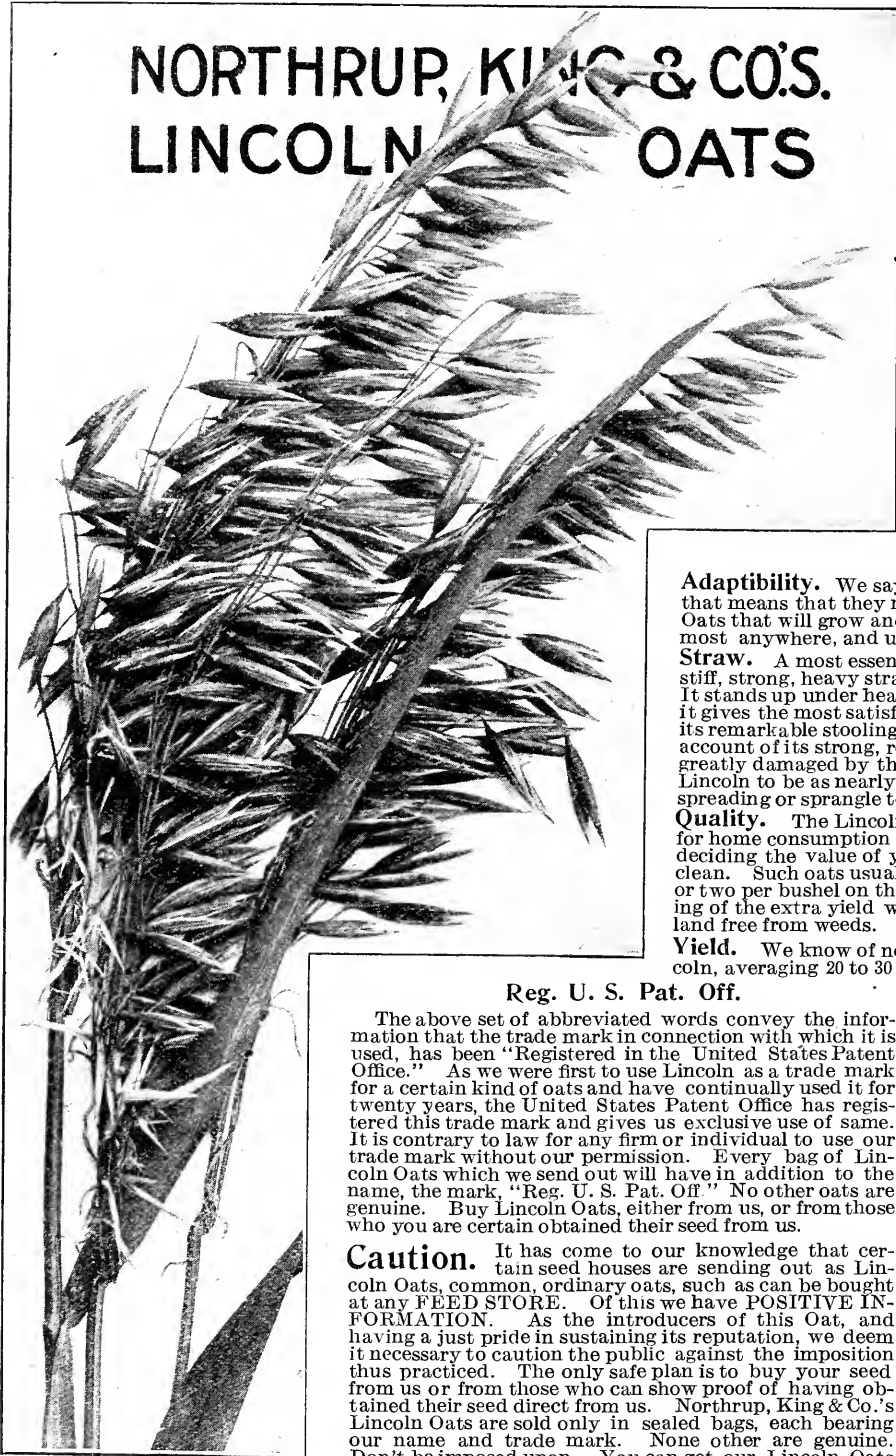 NORTHRUP, KING & CO'S.
LINCOLN OATS
Adaptibility. We say
that means that they
Oats that will grow and
most anywhere, and
Straw. A most
stiff, strong, heavy
It stands up under
it gives the most
its remarkable stooling
account of its strong,
greatly damaged by
Lincoln to be as nearly
spreading or sprangle
Quality. The
for home consumption
deciding the value of
clean. Such oats
or two per bushel on
ing of the extra yield
land free from weeds.
Yield. We know of
coln, averaging 20 to 30
Reg. U. S. Pat. Off.
The above set of abbreviated words convey the infor-
mation that the trade mark in connection with which it is
used, has been "Registered in the United States Patent
Office." As we were first to use Lincoln as a trade mark
for a certain kind of oats and have continually used it for
twenty years, the United States Patent Office has regis-
tered this trade mark and gives us exclusive use of same.
It is contrary to law for any firm or individual to use our
trade mark without our permission. Every bag of Lin-
coln Oats which we send out will have in addition to the
name, the mark, "Reg. U. S. Pat. Off." No other oats are
genuine. Buy Lincoln Oats, either from us, or from those
who you are certain obtained their seed from us.
Caution. It has come to our knowledge that cer-
tain seed houses are sending out as Lin-
coln Oats, common, ordinary oats, such as can be bought
at any FEED STORE. Of this we have POSITIVE IN-
FORMATION. As the introducers of this Oat, and
having a just pride in sustaining its reputation, we deem
it necessary to caution the public against the imposition
thus practiced. The only safe plan is to buy your seed
from us or from those who can show proof of having ob-
tained their seed direct from us. Northrup, King & Co.'s
Lincoln Oats are sold only in sealed bags, each bearing
our name and trade mark. None other are genuine.
Don't be imposed upon. You can get our Lincoln Oats